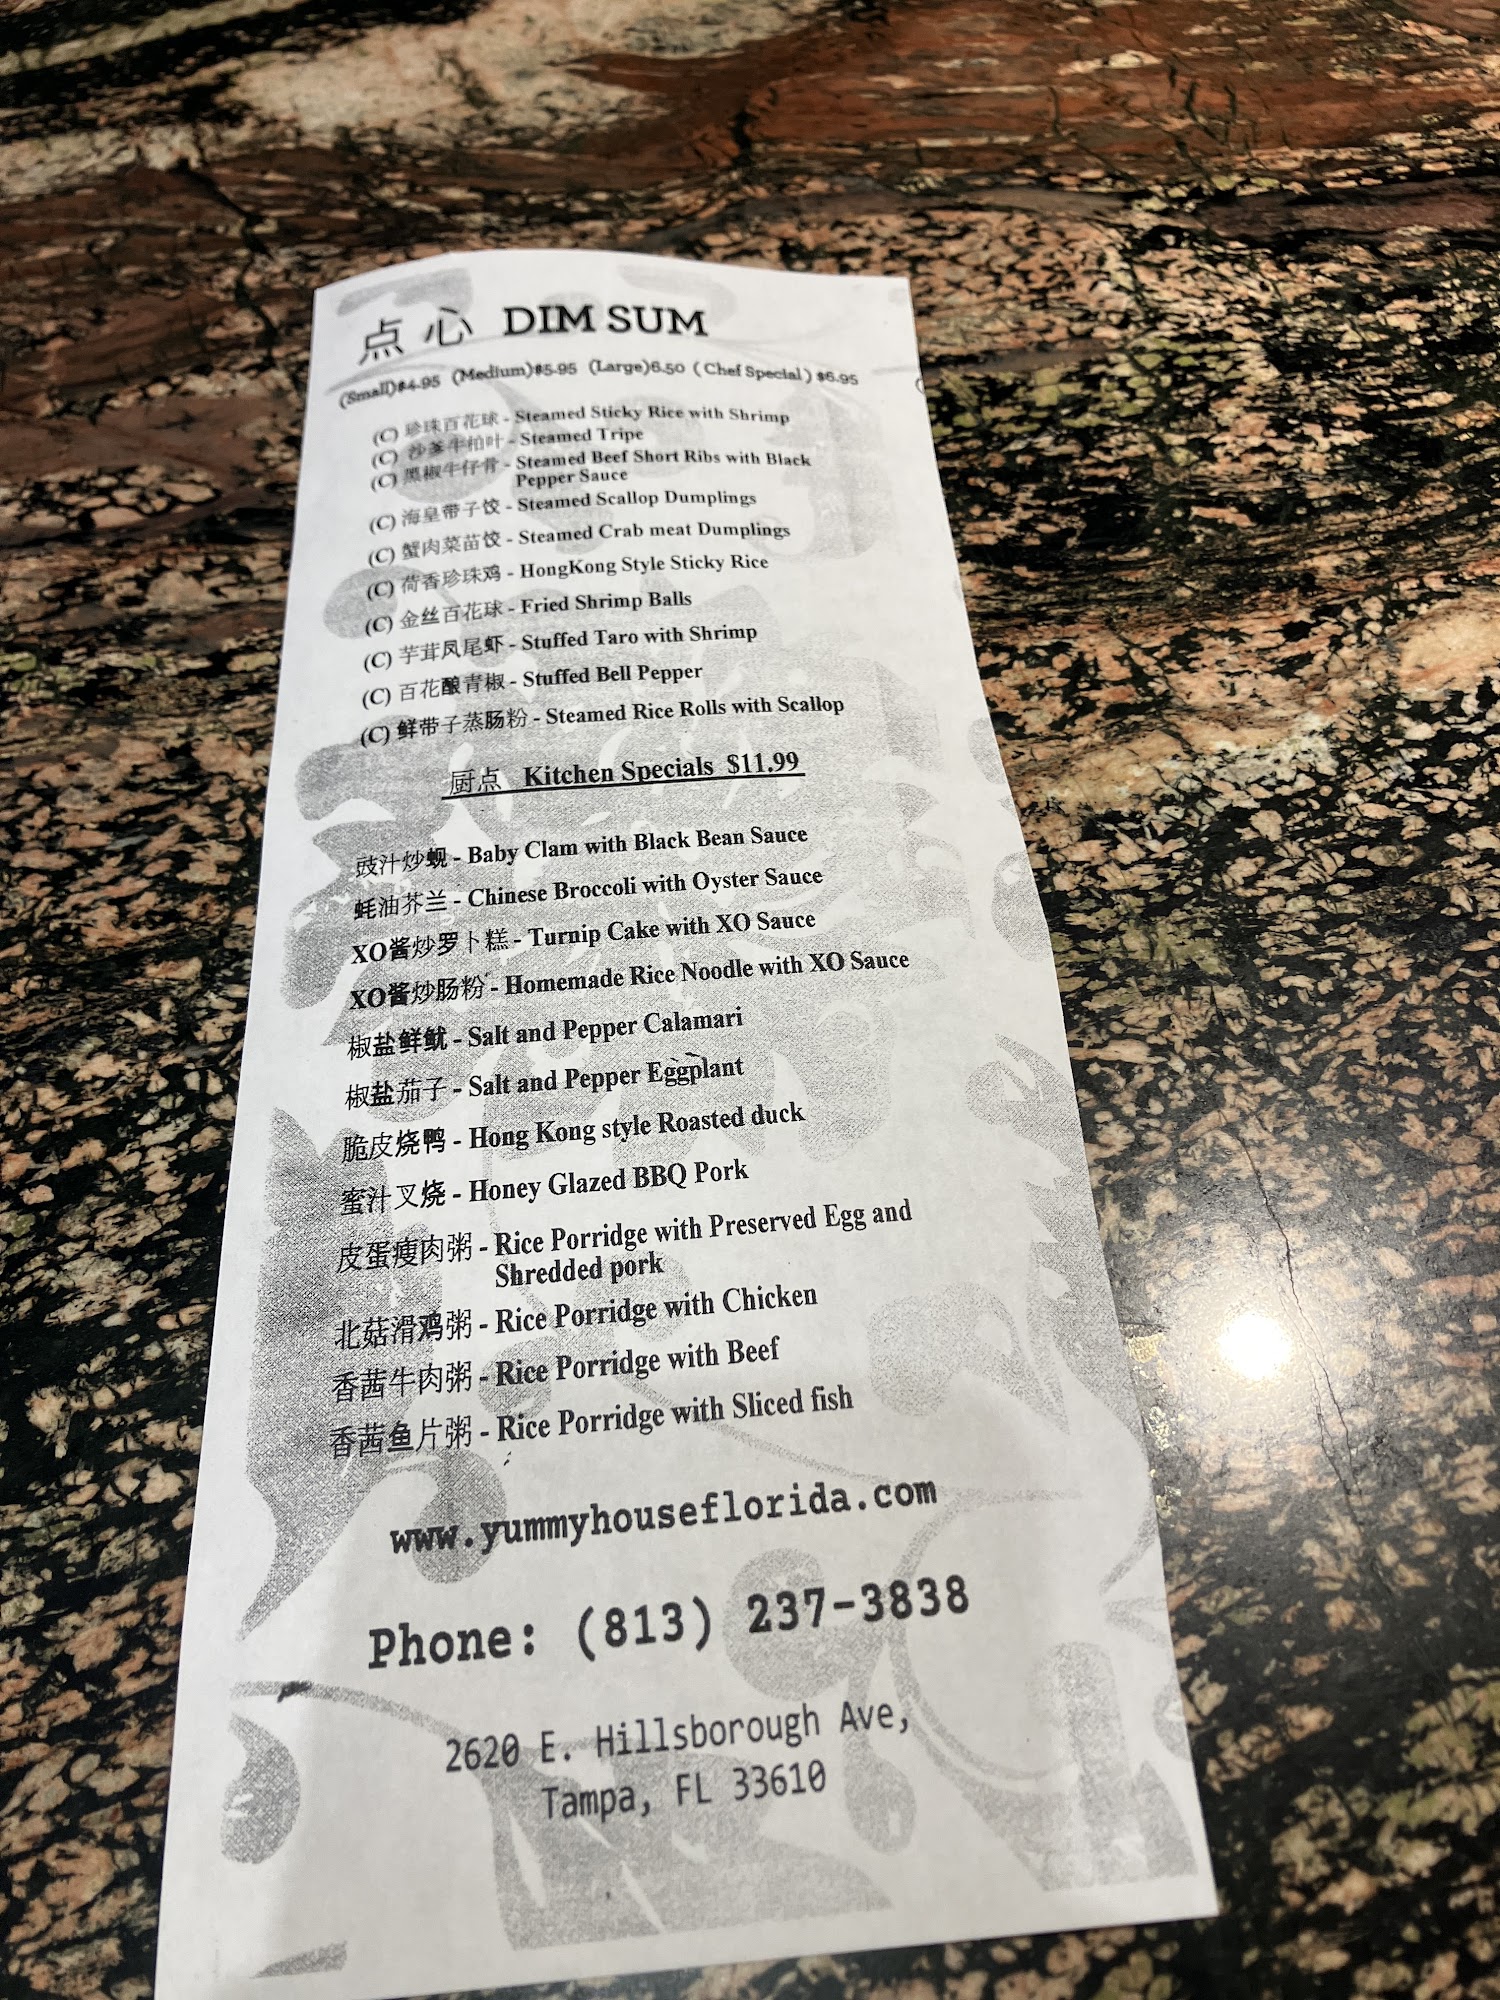 点心 DIM SUM
(Small)$4.95 (Medium)$5.95 (Large)6.50 (Chef Special) $6.95
(C) 珍珠百花球 - Steamed Sticky Rice with Shrimp
(C) 沙爹牛柏叶 - Steamed Tripe
(C) 黑椒牛仔骨 - Steamed Beef Short Ribs with Black
Pepper Sauce
(C) 海皇带子饺 - Steamed Scallop Dumplings
(C) 蟹肉菜苗饺 - Steamed Crab meat Dumplings
(C) 荷香珍珠鸡 - HongKong Style Sticky Rice
(C) 金丝百花球 - Fried Shrimp Balls
(C) 芋茸凤尾虾 - Stuffed Taro with Shrimp
(C) 百花酿青椒 - Stuffed Bell Pepper
(C) 鲜带子蒸肠粉 - Steamed Rice Rolls with Scallop
厨点 Kitchen Specials $11.99
豉汁炒蚬 - Baby Clam with Black Bean Sauce
蚝油芥兰 - Chinese Broccoli with Oyster Sauce
XO酱炒罗卜糕 - Turnip Cake with XO Sauce
XO酱炒肠粉 - Homemade Rice Noodle with XO Sauce
椒盐鲜鱿 - Salt and Pepper Calamari
椒盐茄子 - Salt and Pepper Eggplant
脆皮烧鸭 - Hong Kong style Roasted duck
蜜汁叉烧 - Honey Glazed BBQ Pork
皮蛋瘦肉粥 - Rice Porridge with Preserved Egg and
Shredded pork
北菇滑鸡粥 - Rice Porridge with Chicken
香茜牛肉粥 - Rice Porridge with Beef
香茜鱼片粥 - Rice Porridge with Sliced fish
www.yummyhouseflorida.com
Phone: (813) 237-3838
2620 E. Hillsborough Ave,
Tampa, FL 33610